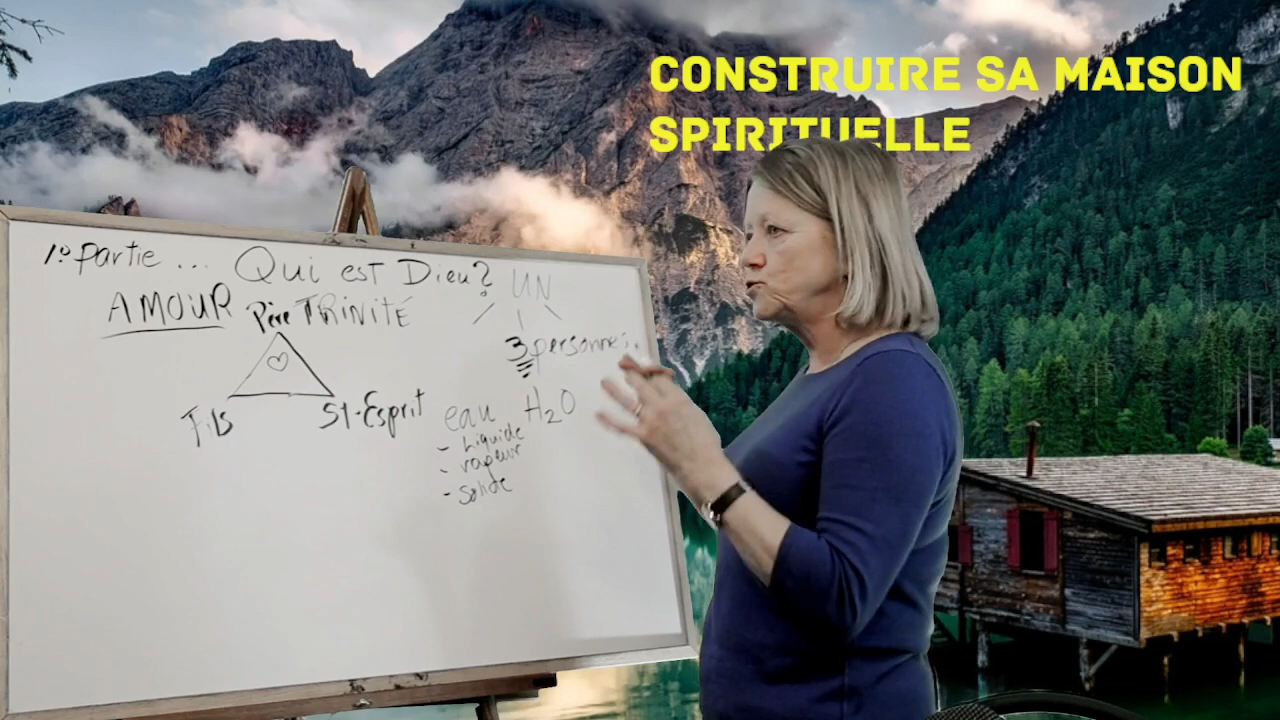 CONSTRUIRE SA MAISON
SPIRITUELLE
1º Partie ... Qui est Dieu?
AMOUR
Père TRINITÉ
Fils
St-Esprit
UN
3 personnes
eau H2O
- Liquide
- vapeur
- solide